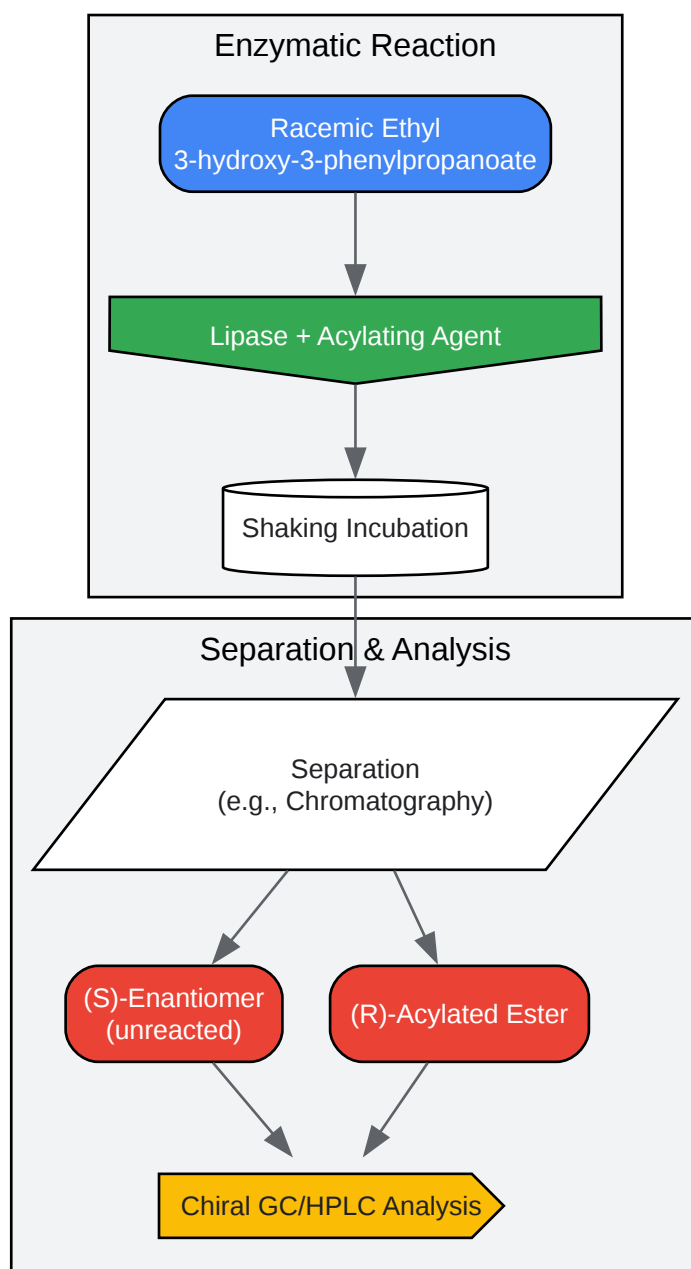 Enzymatic Reaction
Racemic Ethyl
3-hydroxy-3-phenylpropanoate
Lipase + Acylating Agent
Shaking Incubation
Separation & Analysis
Separation
(e.g., Chromatography)
(S)-Enantiomer
(unreacted)
(R)-Acylated Ester
Chiral GC/HPLC Analysis